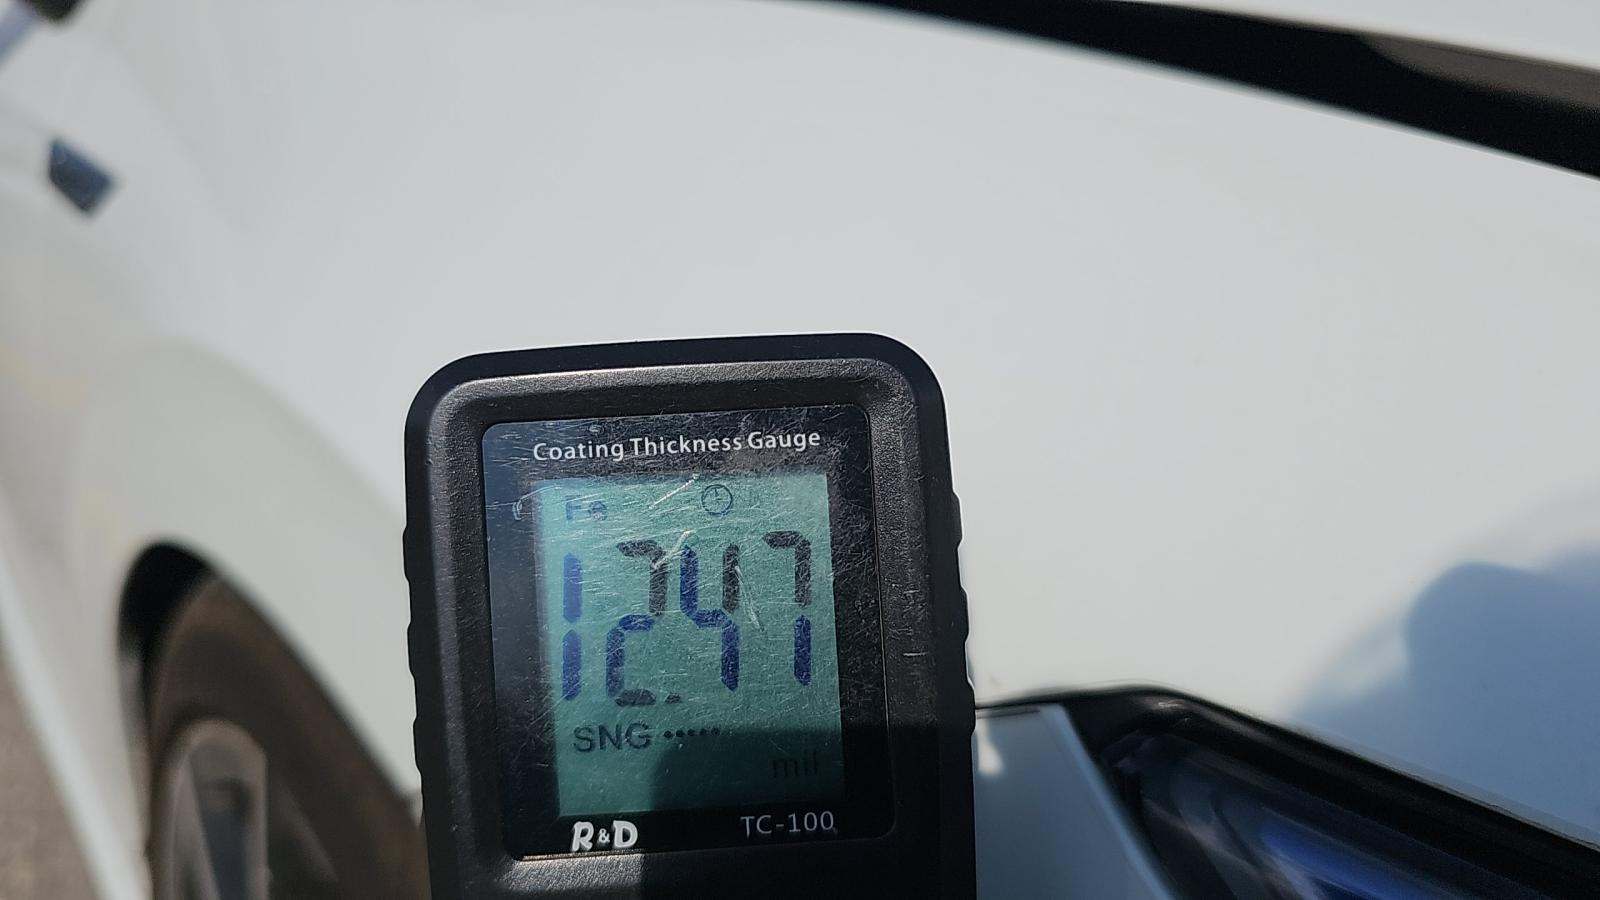 Coating Thickness Gauge
Fe
12.47
SNG
mil
R&D
TC-100